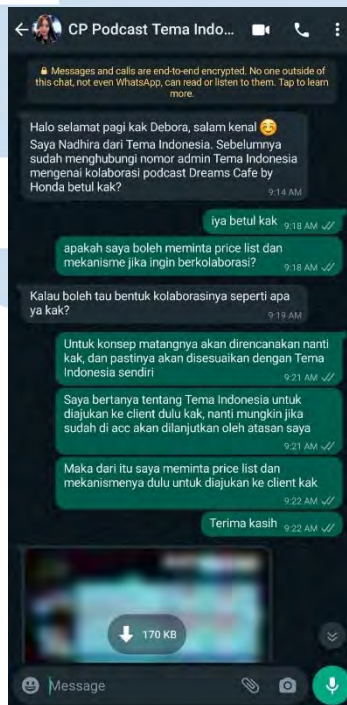 CP Podcast Tema Indo...
Messages and calls are end-to-end encrypted. No one outside of
this chat, not even WhatsApp, can read or listen to them. Tap to learn
more.
Halo selamat pagi kak Debora, salam kenal 😊
Saya Nadhira dari Tema Indonesia. Sebelumnya
sudah menghubungi nomor admin Tema Indonesia
mengenai kolaborasi podcast Dreams Cafe by
Honda betul kak?
9:14 AM
iya betul kak 9:18 AM
apakah saya boleh meminta price list dan
mekanisme jika ingin berkolaborasi? 9:18 AM
Kalau boleh tau bentuk kolaborasinya seperti apa
ya kak? 9:19 AM
Untuk konsep matangnya akan direncanakan nanti
kak, dan pastinya akan disesuaikan dengan Tema
Indonesia sendiri 9:21 AM
Saya bertanya tentang Tema Indonesia untuk
diajukan ke client dulu kak, nanti mungkin jika
sudah di acc akan dilanjutkan oleh atasan saya
9:21 AM
Maka dari itu saya meminta price list dan
mekanismenya dulu untuk diajukan ke client kak
9:22 AM
Terima kasih 9:22 AM
170 KB
Message